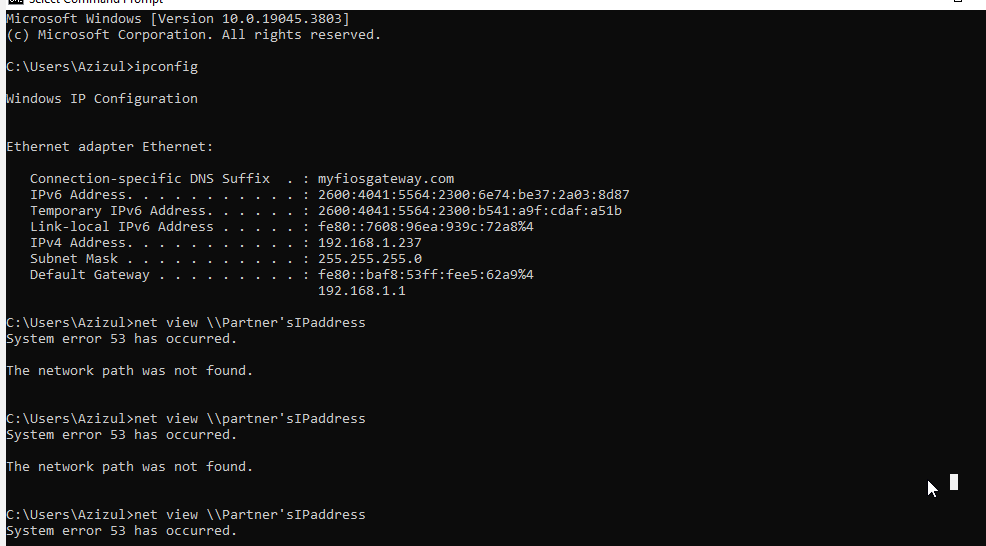 Select Command Prompt
Microsoft Windows [Version 10.0.19045.3803]
(c) Microsoft Corporation. All rights reserved.
C:\Users\Azizul>ipconfig
Windows IP Configuration
Ethernet adapter Ethernet:
Connection-specific DNS Suffix  . : myfiosgateway.com
IPv6 Address. . . . . . . . . . . : 2600:4041:5564:2300:6e74:be37:2a03:8d87
Temporary IPv6 Address. . . . . . : 2600:4041:5564:2300:b541:a9f:cdaf:a51b
Link-local IPv6 Address . . . . . : fe80::7608:96ea:939c:72a8%4
IPv4 Address. . . . . . . . . . . : 192.168.1.237
Subnet Mask . . . . . . . . . . . : 255.255.255.0
Default Gateway . . . . . . . . . : fe80::baf8:53ff:fee5:62a9%4
192.168.1.1
C:\Users\Azizul>net view \\Partner'sIPaddress
System error 53 has occurred.
The network path was not found.
C:\Users\Azizul>net view \\partner'sIPaddress
System error 53 has occurred.
The network path was not found.
C:\Users\Azizul>net view \\Partner'sIPaddress
System error 53 has occurred.